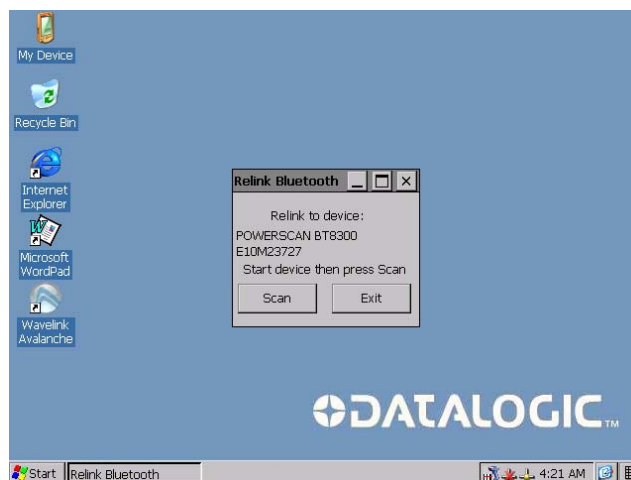 My Device
Recycle Bin
Internet
Explorer
Microsoft
WordPad
Wavelink
Avalanche
Relink Bluetooth
Relink to device:
POWERSCAN BT8300
E10M23727
Start device then press Scan
Scan
Exit
DATALOGIC™
Start
Relink Bluetooth
4:21 AM